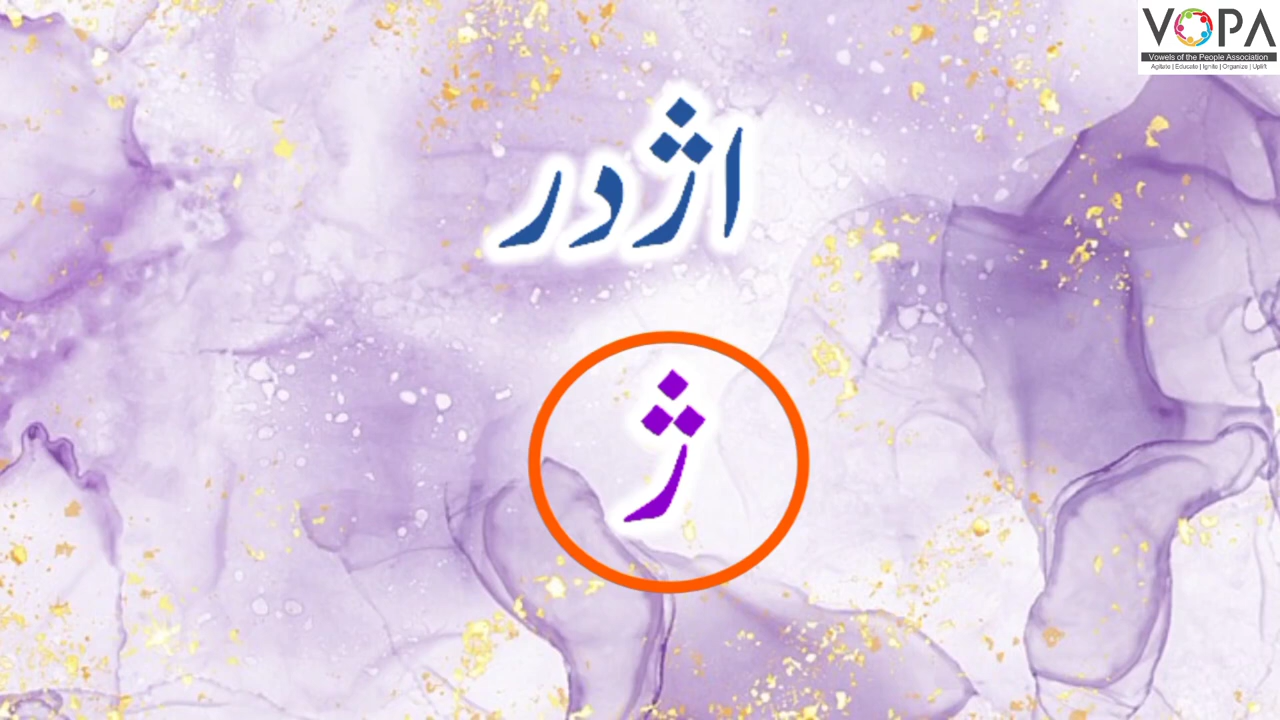 VOPA
Vowels of the People Association
Agitate | Educate | Ignite | Organize | Uplift
اژدر
ژ